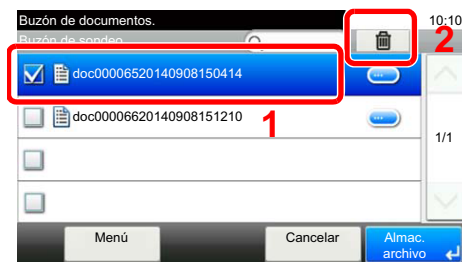 Buzón de documentos.
10:10
Buzón de sondeo
2
doc00006520140908150414
doc00006620140908151210
1
1/1
Menú
Cancelar
Almac.
archivo